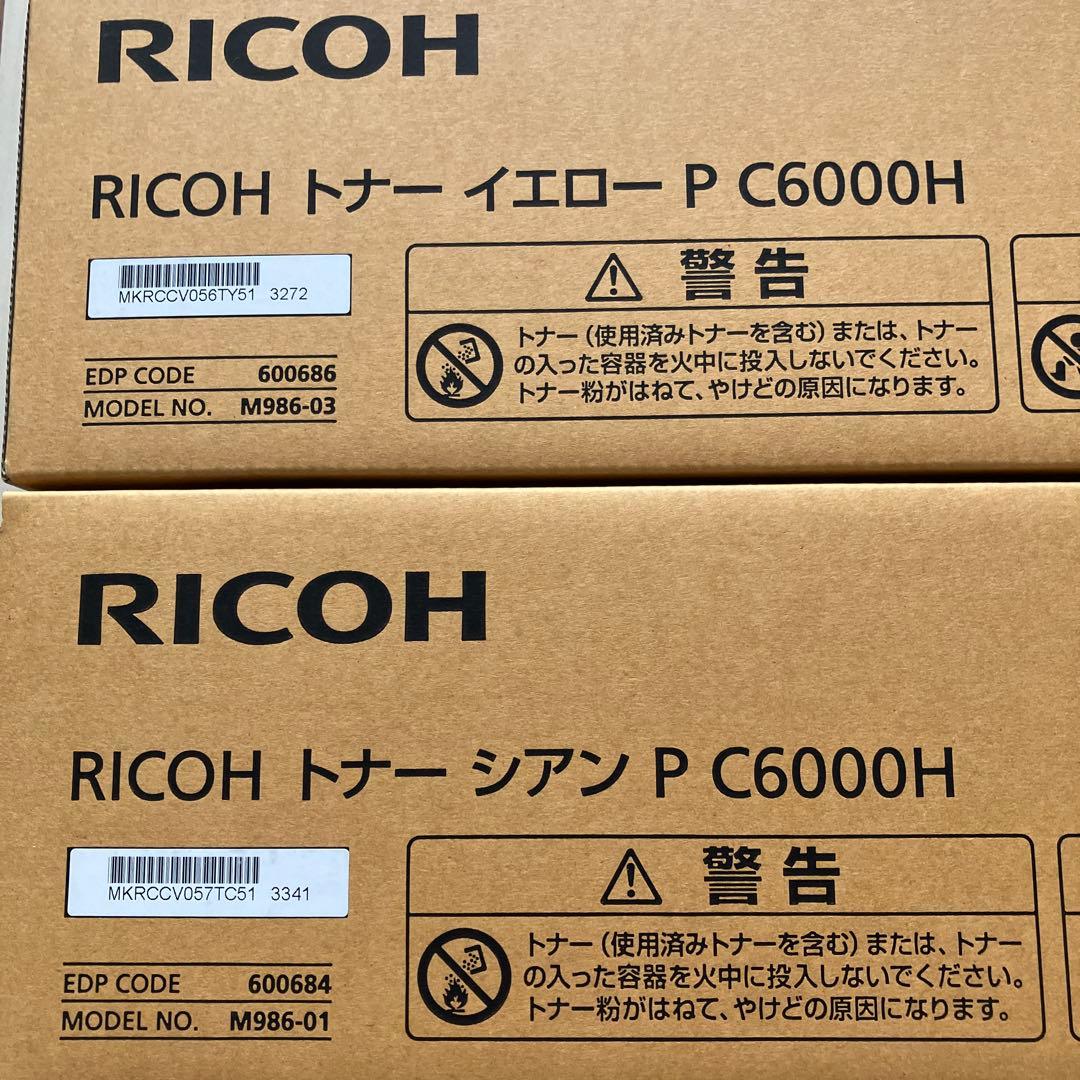 RICOH
RICOH トナー イエロー P C6000H
MKRCCV056TY51 3272
EDP CODE 600686
MODEL NO. M986-03
警告
トナー（使用済みトナーを含む）または、トナー
の入った容器を火中に投入しないでください。
トナー粉がはねて、やけどの原因になります。
RICOH
RICOH トナー シアン P C6000H
MKRCCV057TC51 3341
EDP CODE 600684
MODEL NO. M986-01
警告
トナー（使用済みトナーを含む）または、トナー
の入った容器を火中に投入しないでください。
トナー粉がはねて、やけどの原因になります。